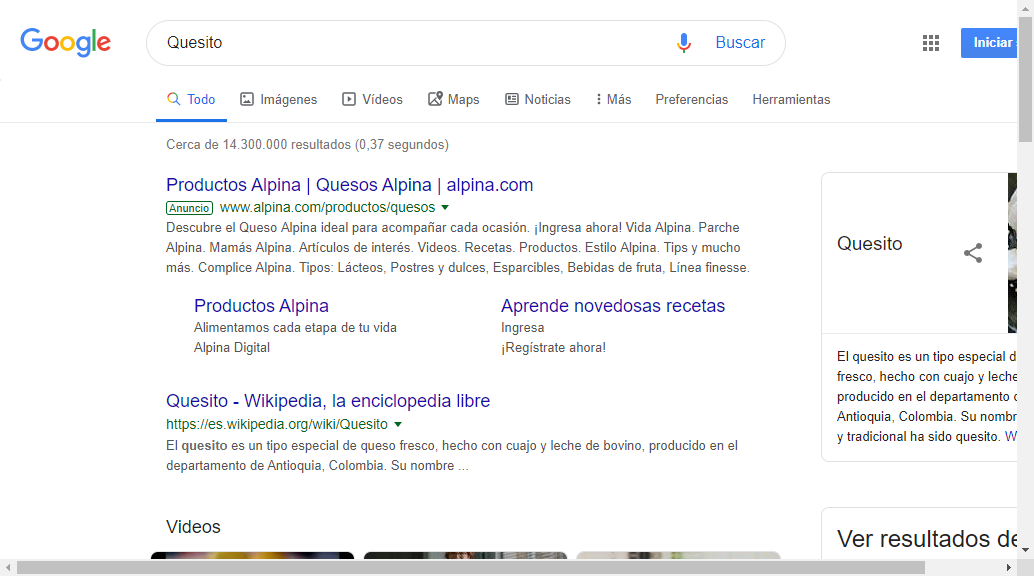 Google
Quesito
Buscar
Iniciar
Todo
Imágenes
Vídeos
Maps
Noticias
Más
Preferencias
Herramientas
Cerca de 14.300.000 resultados (0,37 segundos)
Productos Alpina | Quesos Alpina | alpina.com
Anuncio www.alpina.com/productos/quesos
Descubre el Queso Alpina ideal para acompañar cada ocasión. ¡Ingresa ahora! Vida Alpina. Parche
Alpina. Mamás Alpina. Artículos de interés. Videos. Recetas. Productos. Estilo Alpina. Tips y mucho
más. Complice Alpina. Tipos: Lácteos, Postres y dulces, Esparcibles, Bebidas de fruta, Línea finesse.
Productos Alpina
Alimentamos cada etapa de tu vida
Alpina Digital
Aprende novedosas recetas
Ingresa
¡Regístrate ahora!
Quesito - Wikipedia, la enciclopedia libre
https://es.wikipedia.org/wiki/Quesito
El quesito es un tipo especial de queso fresco, hecho con cuajo y leche de bovino, producido en el
departamento de Antioquia, Colombia. Su nombre ...
Videos
Quesito
El quesito es un tipo especial d
fresco, hecho con cuajo y leche
producido en el departamento
Antioquia, Colombia. Su nombr
y tradicional ha sido quesito. W
Ver resultados de